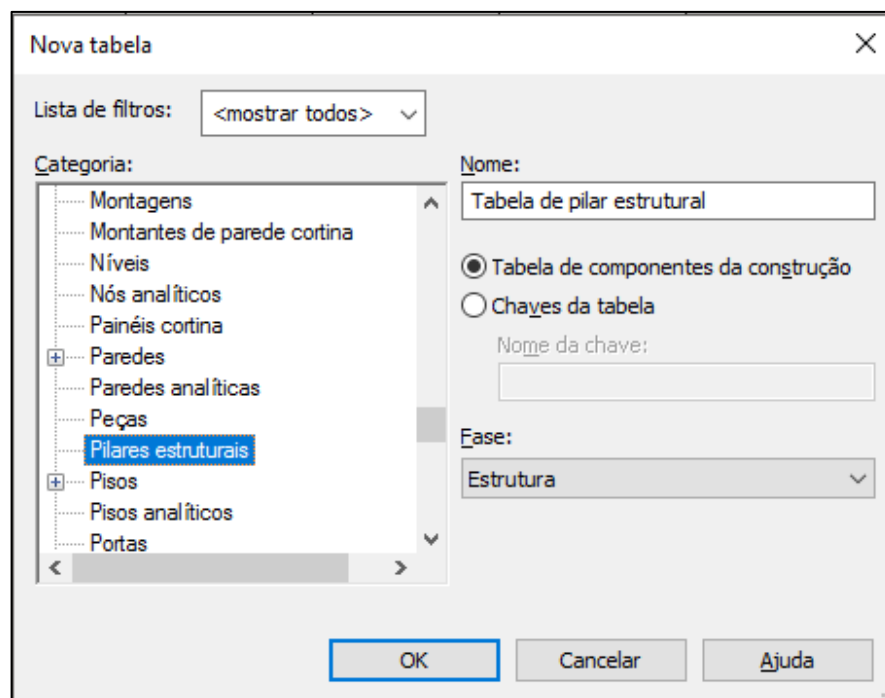 Nova tabela
Lista de filtros:
<mostrar todos>
Categoria:
Montagens
Montantes de parede cortina
Níveis
Nós analíticos
Painéis cortina
Paredes
Paredes analíticas
Peças
Pilares estruturais
Pisos
Pisos analíticos
Portas
Nome:
Tabela de pilar estrutural
Tabela de componentes da construção
Chaves da tabela
Nome da chave:
Fase:
Estrutura
OK
Cancelar
Ajuda